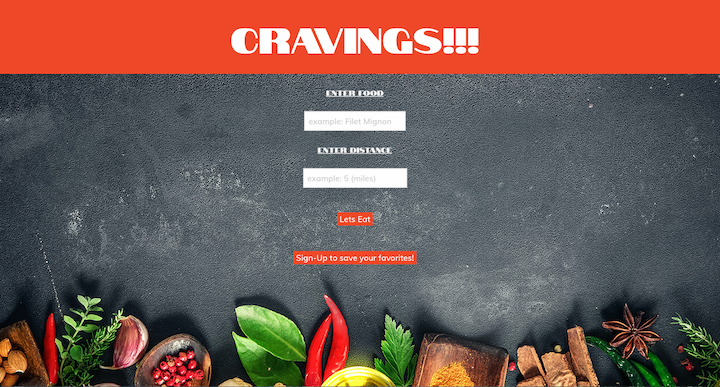 CRAVINGS!!!
ENTER FOOD
example: Filet Mignon
ENTER DISTANCE
example: 5 (miles)
Lets Eat
Sign-Up to save your favorites!